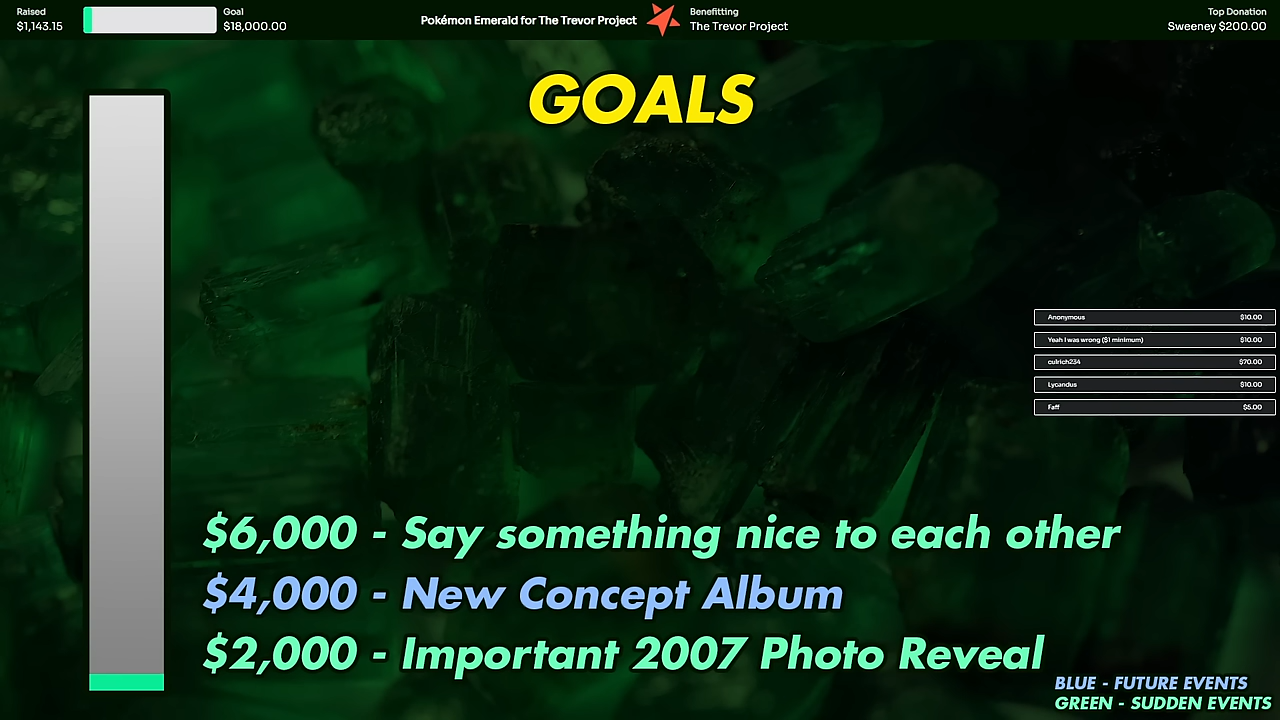 Raised
$1,143.15
Goal
$18,000.00
Pokémon Emerald for The Trevor Project
Benefitting
The Trevor Project
Top Donation
Sweeney $200.00
GOALS
Anonymous $10.00
Yeah I was wrong ($1 minimum) $10.00
culrich234 $70.00
Lycandus $10.00
Faff $5.00
$6,000 - Say something nice to each other
$4,000 - New Concept Album
$2,000 - Important 2007 Photo Reveal
BLUE - FUTURE EVENTS
GREEN - SUDDEN EVENTS